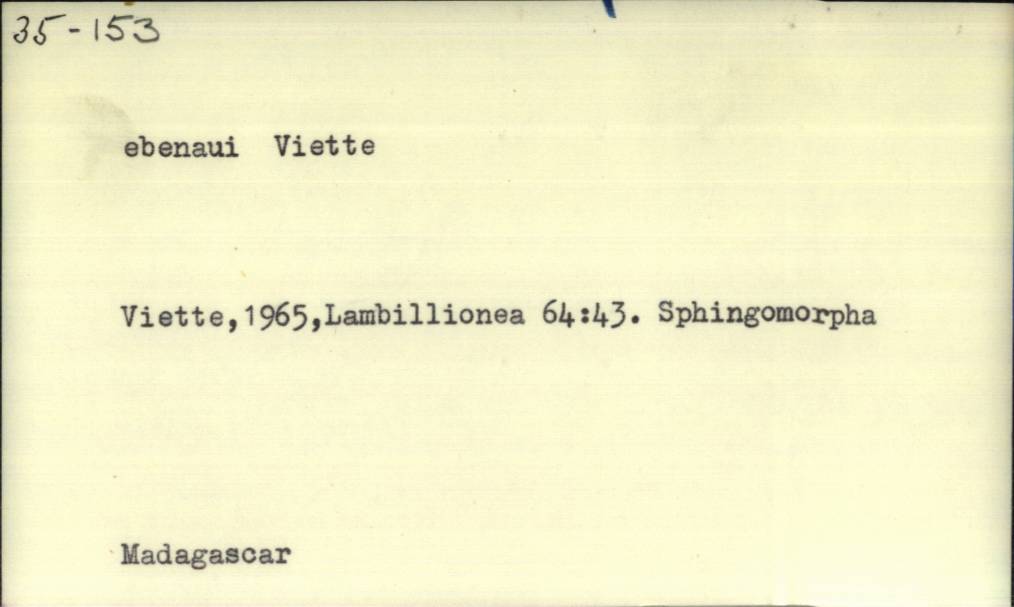 35-153
ebenaui Viette
Viette,1965,Lambillionea 64:43. Sphingomorpha
Madagascar